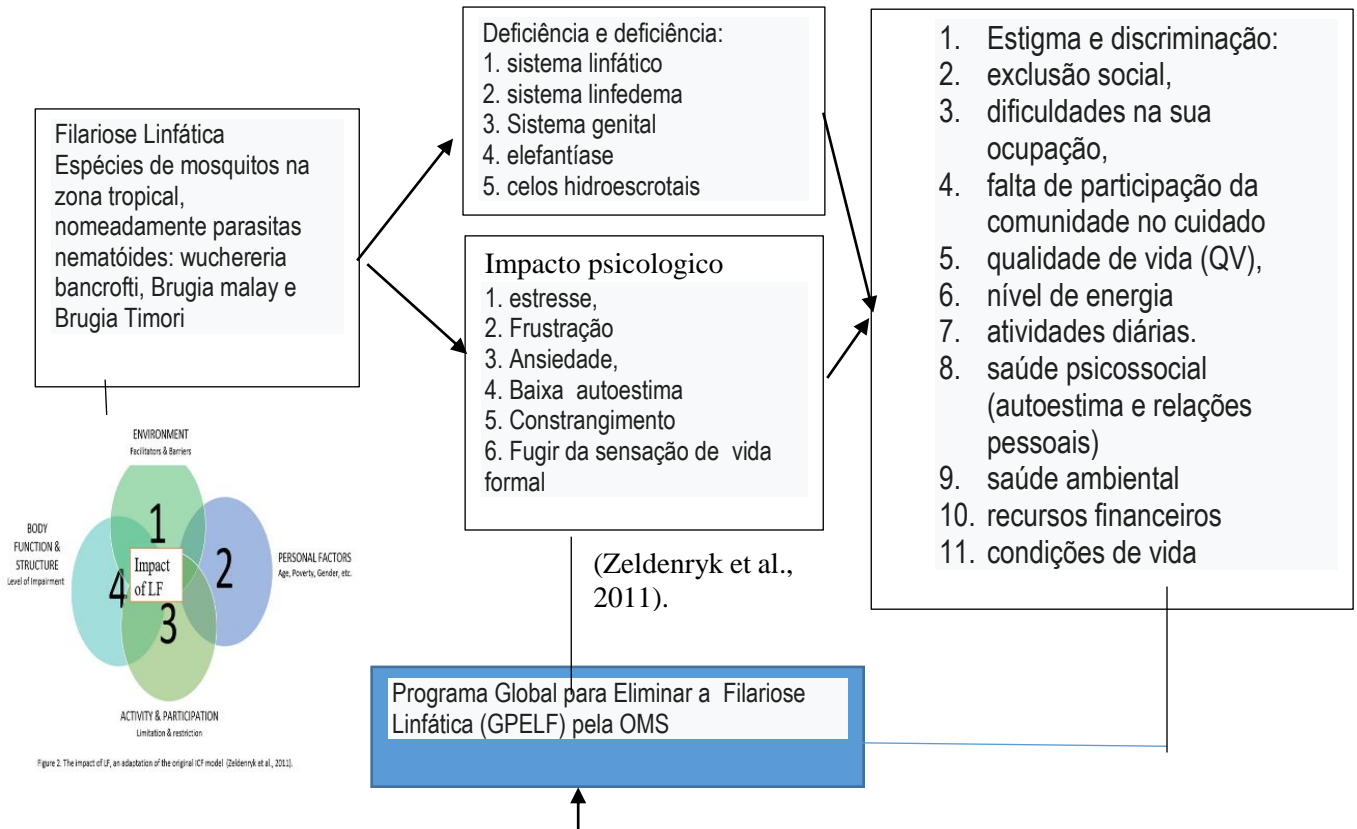 Filariose Linfática
Espécies de mosquitos na
zona tropical,
nomeadamente parasitas
nematóides: wuchereria
bancrofti, Brugia malay e
Brugia Timori
Deficiência e deficiência:
1. sistema linfático
2. sistema linfedema
3. Sistema genital
4. elefantíase
5. celos hidroescrotais
Impacto psicologico
1. estresse,
2. Frustração
3. Ansiedade,
4. Baixa autoestima
5. Constrangimento
6. Fugir da sensação de vida
formal
(Zeldenryk et al.,
2011).
1. Estigma e discriminação:
2. exclusão social,
3. dificuldades na sua
ocupação,
4. falta de participação da
comunidade no cuidado
5. qualidade de vida (QV),
6. nível de energia
7. atividades diárias.
8. saúde psicossocial
(autoestima e relações
pessoais)
9. saúde ambiental
10. recursos financeiros
11. condições de vida
ENVIRONMENT
Facilitators & Barriers
BODY
FUNCTION &
STRUCTURE
Level of Impairment
1
2
3
4
Impact
of LF
PERSONAL FACTORS
Age, Poverty, Gender, etc.
ACTIVITY & PARTICIPATION
Limitation & restriction
Figure 2. The impact of LF, an adaptation of the original ICF model (Zeldenryk et al., 2011).
Programa Global para Eliminar a Filariose
Linfática (GPELF) pela OMS